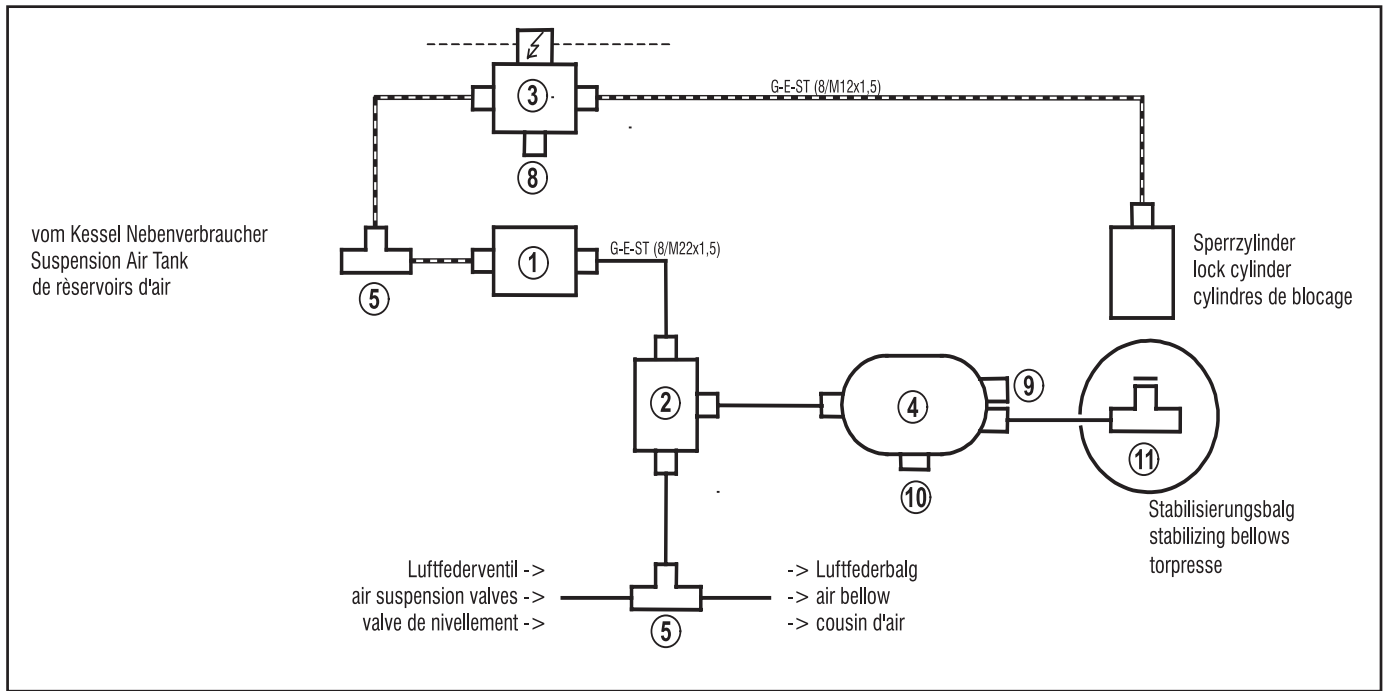 G-E-ST (8/M12x1,5)
3
8
vom Kessel Nebenverbraucher
Suspension Air Tank
de rèservoirs d'air
5
1
G-E-ST (8/M22x1,5)
Sperrzylinder
lock cylinder
cylindres de blocage
2
4
9
10
11
Stabilisierungsbalg
stabilizing bellows
torpresse
Luftfederventil ->
air suspension valves ->
valve de nivellement ->
5
-> Luftfederbalg
-> air bellow
-> cousin d'air